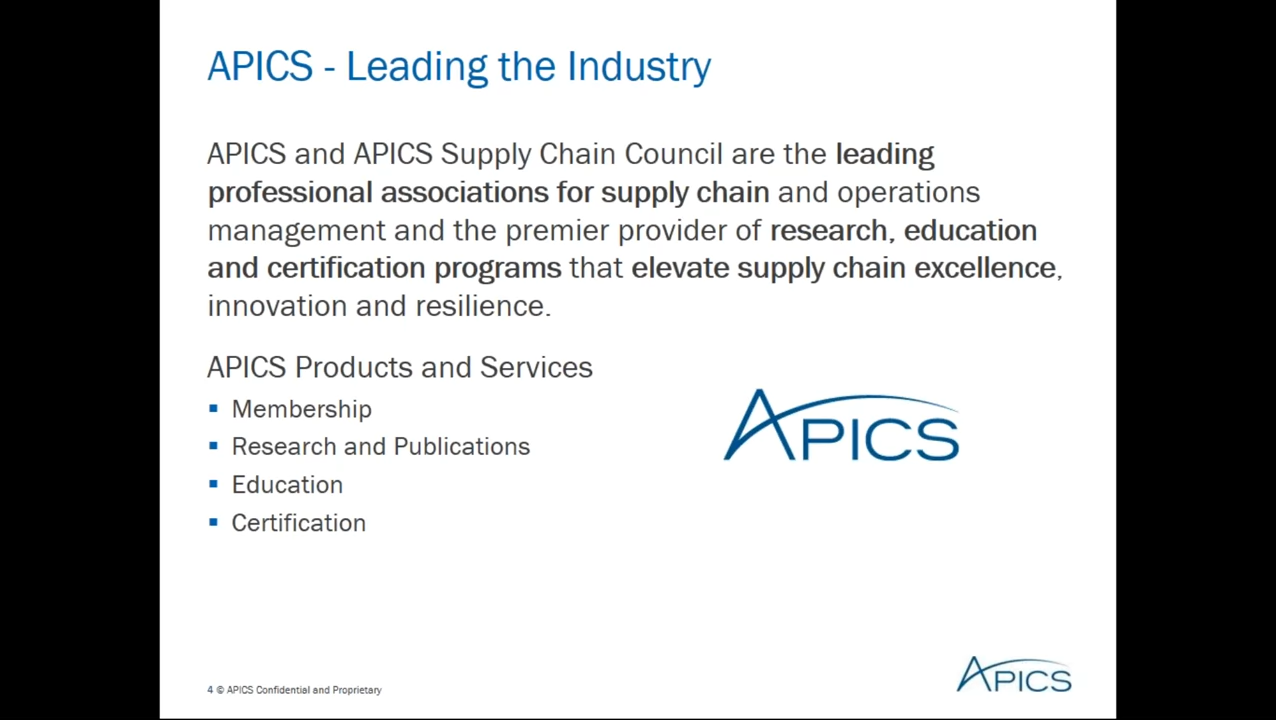 APICS - Leading the Industry
APICS and APICS Supply Chain Council are the leading
professional associations for supply chain and operations
management and the premier provider of research, education
and certification programs that elevate supply chain excellence,
innovation and resilience.
APICS Products and Services
▪ Membership
▪ Research and Publications
▪ Education
▪ Certification
APICS
4 © APICS Confidential and Proprietary
APICS